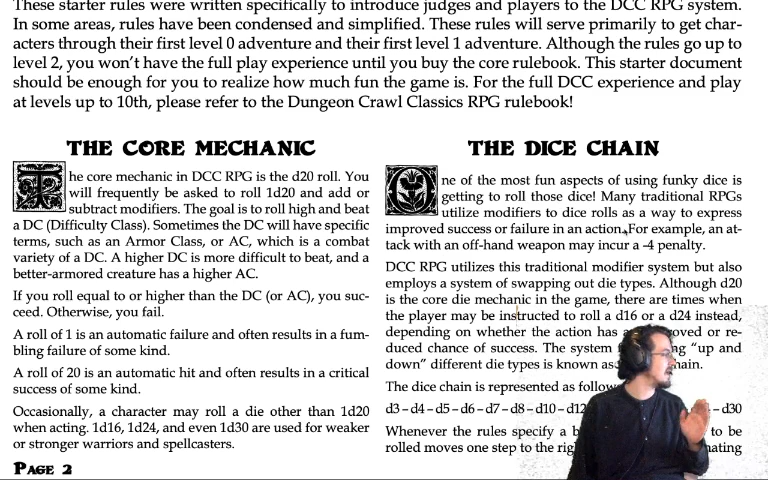 These starter rules were written specifically to introduce judges and players to the DCC RPG system.
In some areas, rules have been condensed and simplified. These rules will serve primarily to get char-
acters through their first level 0 adventure and their first level 1 adventure. Although the rules go up to
level 2, you won't have the full play experience until you buy the core rulebook. This starter document
should be enough for you to realize how much fun the game is. For the full DCC experience and play
at levels up to 10th, please refer to the Dungeon Crawl Classics RPG rulebook!
THE CORE MECHANIC
The core mechanic in DCC RPG is the d20 roll. You
will frequently be asked to roll 1d20 and add or
subtract modifiers. The goal is to roll high and beat
a DC (Difficulty Class). Sometimes the DC will have specific
terms, such as an Armor Class, or AC, which is a combat
variety of a DC. A higher DC is more difficult to beat, and a
better-armored creature has a higher AC.
If you roll equal to or higher than the DC (or AC), you suc-
ceed. Otherwise, you fail.
A roll of 1 is an automatic failure and often results in a fum-
bling failure of some kind.
A roll of 20 is an automatic hit and often results in a critical
success of some kind.
Occasionally, a character may roll a die other than 1d20
when acting. 1d16, 1d24, and even 1d30 are used for weaker
or stronger warriors and spellcasters.
PAGE 2
THE DICE CHAIN
One of the most fun aspects of using funky dice is
getting to roll those dice! Many traditional RPGs
utilize modifiers to dice rolls as a way to express
improved success or failure in an action. For example, an at-
tack with an off-hand weapon may incur a -4 penalty.
DCC RPG utilizes this traditional modifier system but also
employs a system of swapping out die types. Although d20
is the core die mechanic in the game, there are times when
the player may be instructed to roll a d16 or a d24 instead,
depending on whether the action has or re-
duced chance of success. The system "up and
down" different die types is known
The dice chain is represented as
d3 – d4 – d5 – d6 – d7 – d8 – d10 – d12 – d30
Whenever the rules specify a to be
rolled moves one step to the